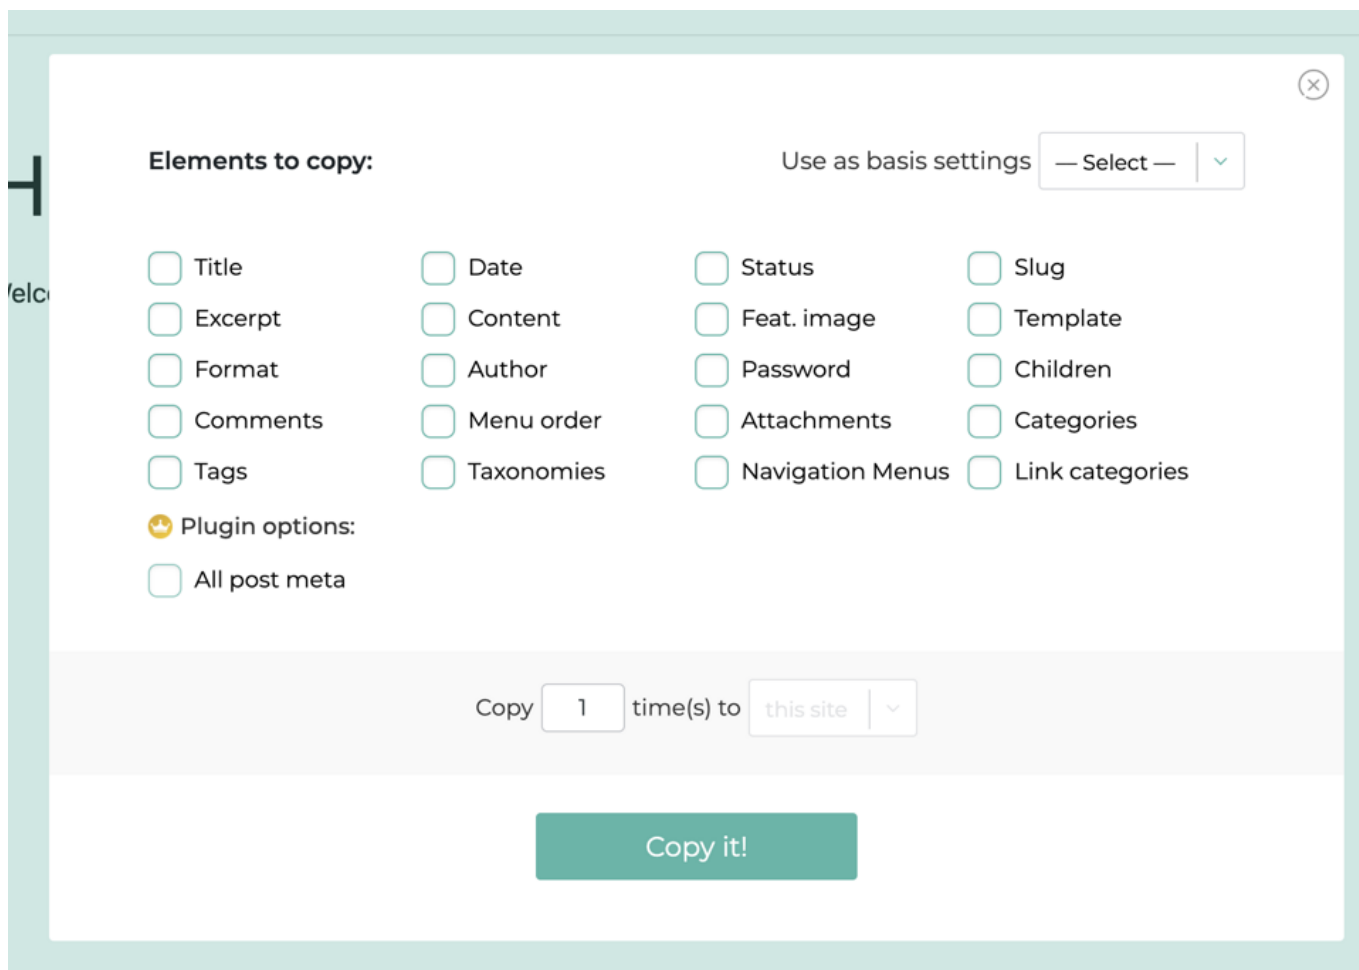 Elements to copy: Use as basis settings — Select —
Title Date Status Slug
Excerpt Content Feat. image Template
Format Author Password Children
Comments Menu order Attachments Categories
Tags Taxonomies Navigation Menus Link categories
Plugin options:
All post meta
Copy 1 time(s) to this site
Copy it!